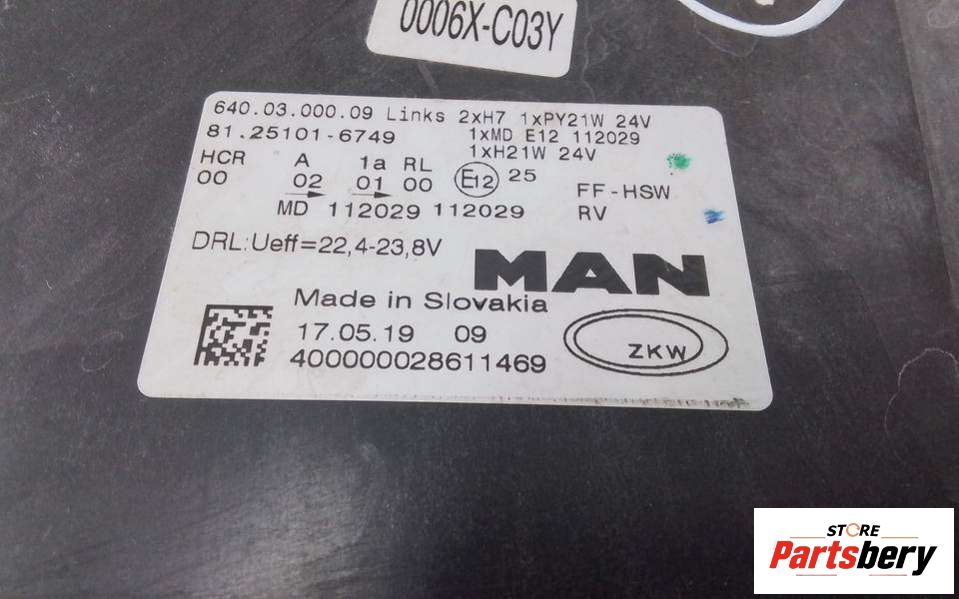 0006X-C03Y
640.03.000.09 Links 2xH7 1xPY21W 24V
81.25101-6749 1xMD E12 112029
1xH21W 24V
HCR A 1a RL
00 02 01 00 E12 25 FF-HSW
MD 112029 112029 RV
DRL:Ueff=22,4-23,8V
MAN
Made in Slovakia
17.05.19 09
400000028611469
ZKW
STORE
Partsbery